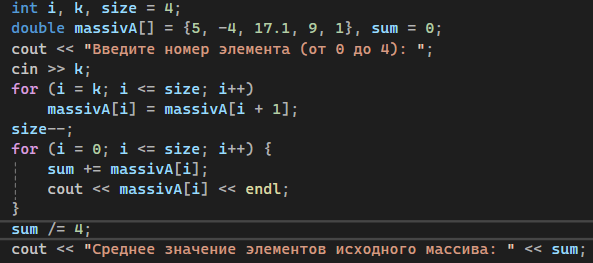 int i, k, size = 4;
double massivA[] = {5, -4, 17.1, 9, 1}, sum = 0;
cout << "Введите номер элемента (от 0 до 4): ";
cin >> k;
for (i = k; i <= size; i++)
massivA[i] = massivA[i + 1];
size--;
for (i = 0; i <= size; i++) {
sum += massivA[i];
cout << massivA[i] << endl;
}
sum /= 4;
cout << "Среднее значение элементов исходного массива: " << sum;